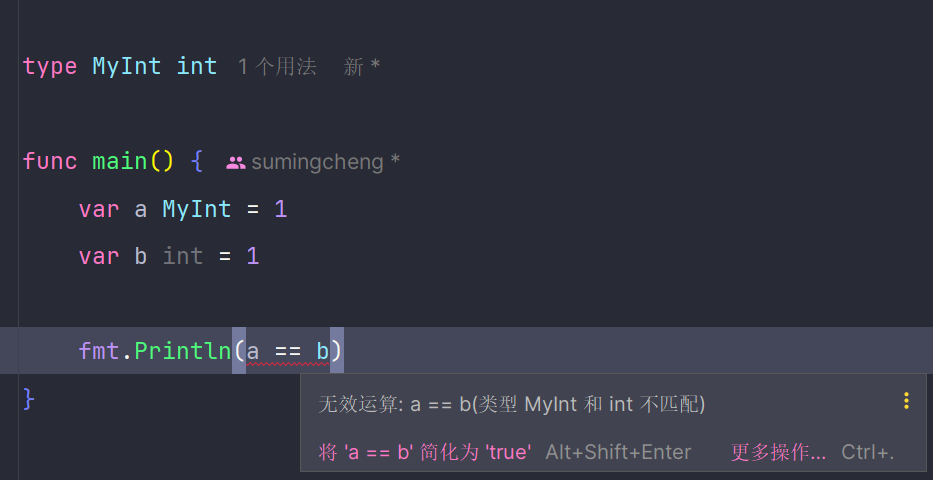 type MyInt int 1 个用法 新 *
func main() { sumingcheng *
var a MyInt = 1
var b int = 1
fmt.Println(a == b)
无效运算: a == b(类型 MyInt 和 int 不匹配)
将 'a == b' 简化为 'true' Alt+Shift+Enter 更多操作... Ctrl+.
}